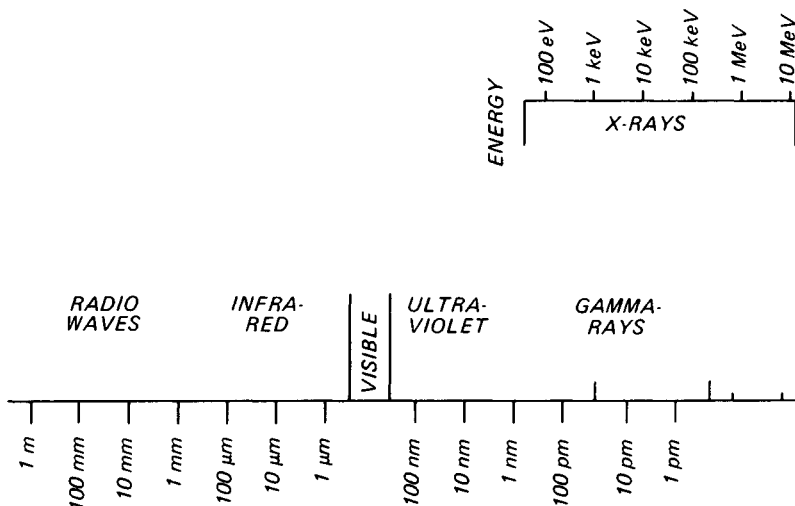 100 eV
1 keV
10 keV
100 keV
1 MeV
10 MeV
ENERGY
X-RAYS
RADIO
WAVES
INFRA-
RED
VISIBLE
ULTRA-
VIOLET
GAMMA-
RAYS
1 m
100 mm
10 mm
1 mm
100 μm
10 μm
1 μm
100 nm
10 nm
1 nm
100 pm
10 pm
1 pm